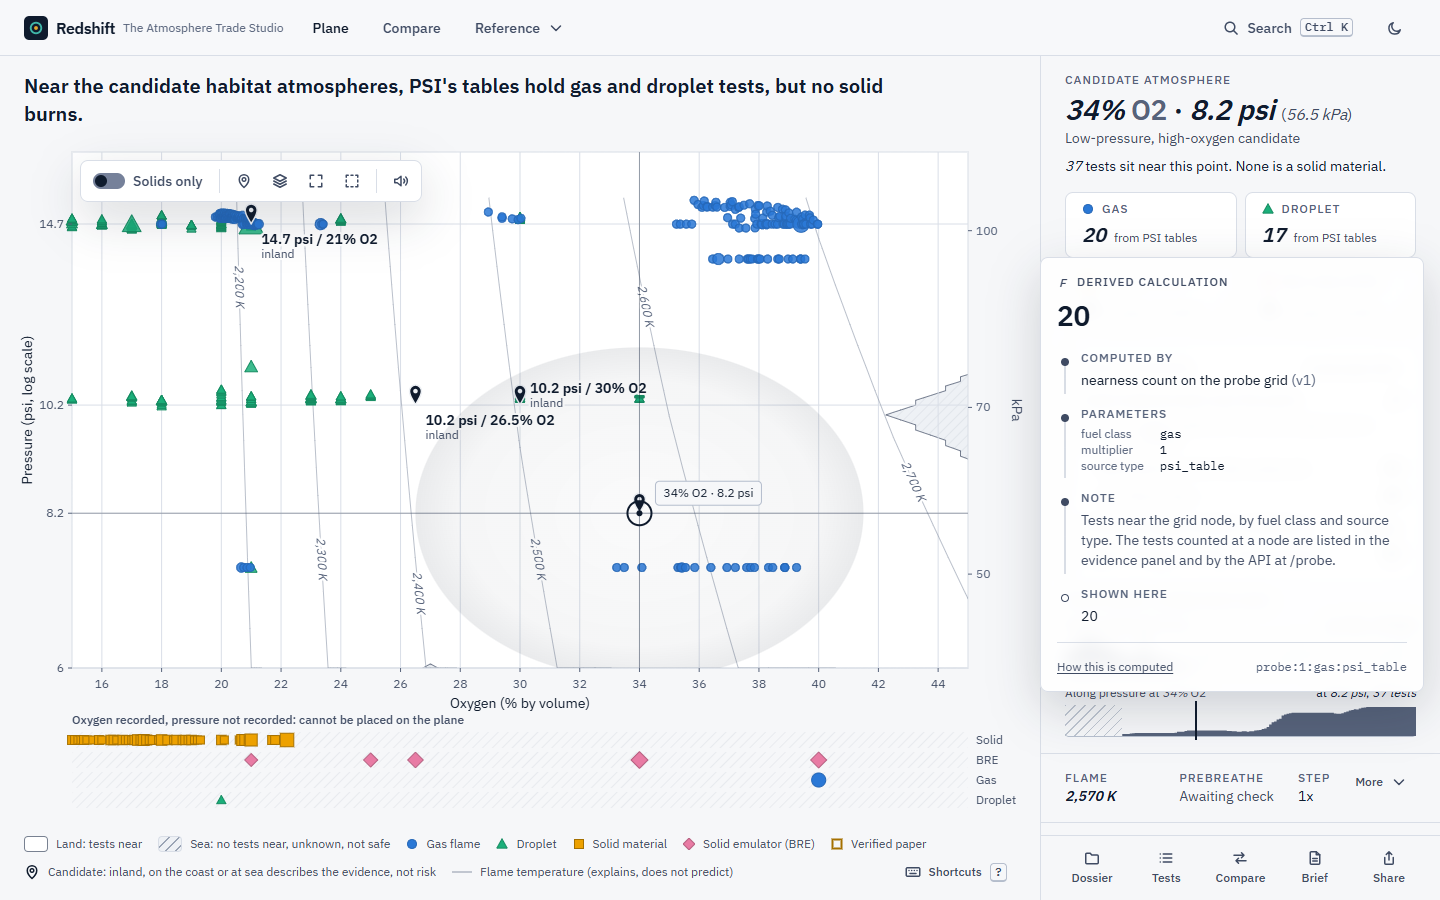 Redshift The Atmosphere Trade Studio Plane Compare Reference Search Ctrl K
Near the candidate habitat atmospheres, PSI's tables hold gas and droplet tests, but no solid
burns.
Solids only
14.7
10.2
8.2
6
Pressure (psi, log scale)
100
70
50
kPa
14.7 psi / 21% O2
inland
10.2 psi / 30% O2
inland
10.2 psi / 26.5% O2
inland
34% O2 · 8.2 psi
2,200 K
2,300 K
2,400 K
2,500 K
2,600 K
2,700 K
16 18 20 22 24 26 28 30 32 34 36 38 40 42 44
Oxygen (% by volume)
Oxygen recorded, pressure not recorded: cannot be placed on the plane
Solid
BRE
Gas
Droplet
Land: tests near Sea: no tests near, unknown, not safe Gas flame Droplet Solid material Solid emulator (BRE) Verified paper
Candidate: inland, on the coast or at sea describes the evidence, not risk Flame temperature (explains, does not predict) Shortcuts ?
CANDIDATE ATMOSPHERE
34% O2 · 8.2 psi (56.5 kPa)
Low-pressure, high-oxygen candidate
37 tests sit near this point. None is a solid material.
GAS
20 from PSI tables
DROPLET
17 from PSI tables
F DERIVED CALCULATION
20
COMPUTED BY
nearness count on the probe grid (v1)
PARAMETERS
fuel class gas
multiplier 1
source type psi_table
NOTE
Tests near the grid node, by fuel class and source
type. The tests counted at a node are listed in the
evidence panel and by the API at /probe.
SHOWN HERE
20
How this is computed probe:1:gas:psi_table
Along pressure at 34% O2 at 8.2 psi, 37 tests
FLAME
2,570 K
PREBREATHE
Awaiting check
STEP
1x
More
Dossier Tests Compare Brief Share